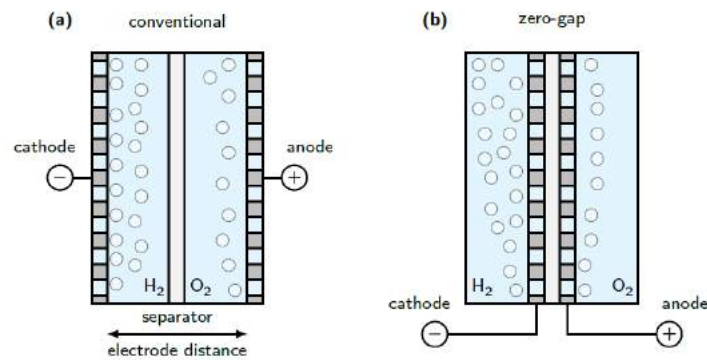 (a) conventional
cathode
−
anode
+
H₂ O₂
separator
electrode distance
(b) zero-gap
H₂ O₂
cathode
−
anode
+